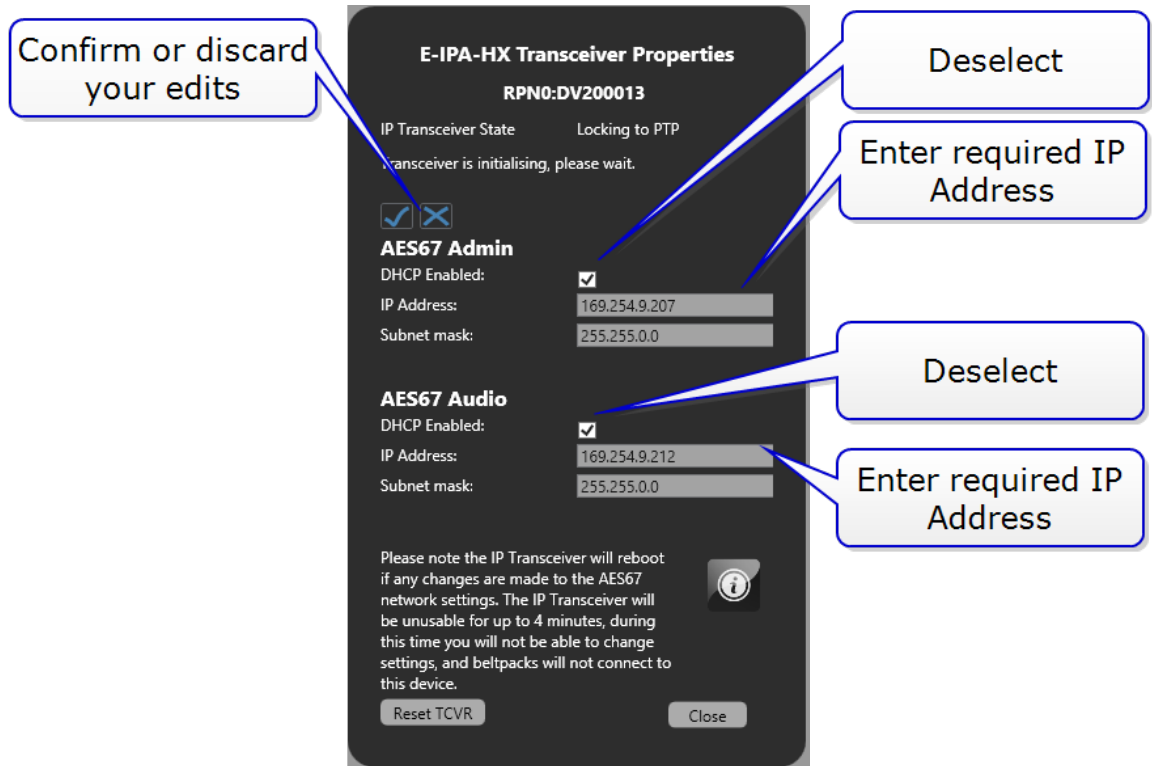 Confirm or discard
your edits
E-IPA-HX Transceiver Properties
RPN0:DV200013
IP Transceiver State Locking to PTP
Transceiver is initialising, please wait.
AES67 Admin
DHCP Enabled:
IP Address: 169.254.9.207
Subnet mask: 255.255.0.0
AES67 Audio
DHCP Enabled:
IP Address: 169.254.9.212
Subnet mask: 255.255.0.0
Please note the IP Transceiver will reboot
if any changes are made to the AES67
network settings. The IP Transceiver will
be unusable for up to 4 minutes, during
this time you will not be able to change
settings, and beltpacks will not connect to
this device.
Reset TCVR
Close
Deselect
Enter required IP
Address
Deselect
Enter required IP
Address